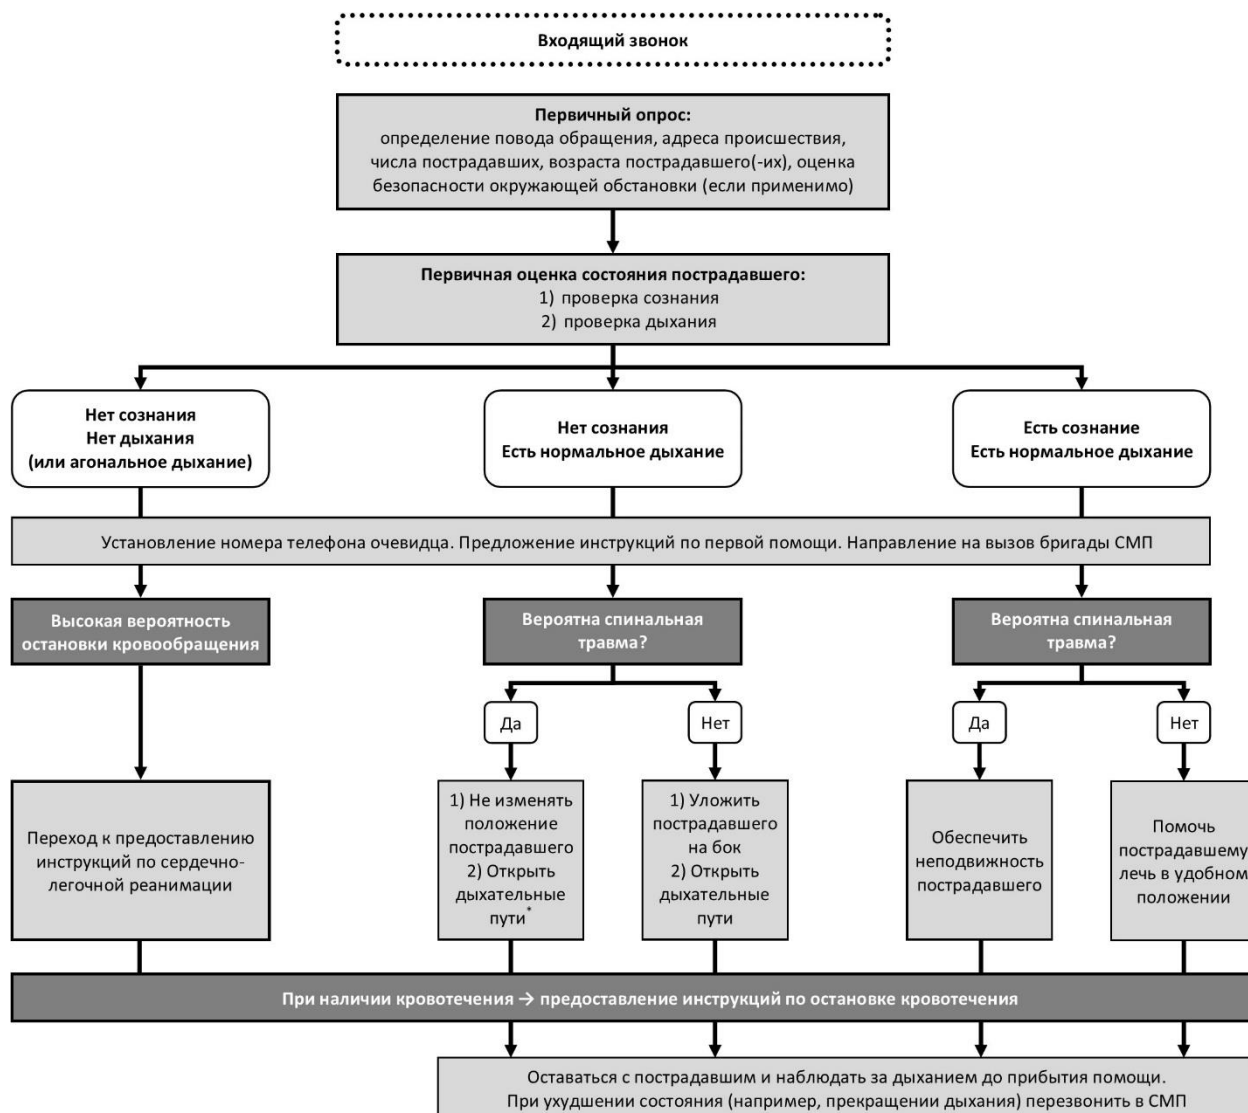 Входящий звонок
Первичный опрос:
определение повода обращения, адреса происшествия,
числа пострадавших, возраста пострадавшего(-их), оценка
безопасности окружающей обстановки (если применимо)
Первичная оценка состояния пострадавшего:
1) проверка сознания
2) проверка дыхания
Нет сознания
Нет дыхания
(или агональное дыхание)
Нет сознания
Есть нормальное дыхание
Есть сознание
Есть нормальное дыхание
Установление номера телефона очевидца. Предложение инструкций по первой помощи. Направление на вызов бригады СМП
Высокая вероятность
остановки кровообращения
Вероятна спинальная
травма?
Вероятна спинальная
травма?
Да
Нет
Да
Нет
Переход к предоставлению
инструкций по сердечно-
легочной реанимации
1) Не изменять
положение
пострадавшего
2) Открыть
дыхательные
пути*
1) Уложить
пострадавшего
на бок
2) Открыть
дыхательные
пути
Обеспечить
неподвижность
пострадавшего
Помочь
пострадавшему
лечь в удобном
положении
При наличии кровотечения → предоставление инструкций по остановке кровотечения
Оставаться с пострадавшим и наблюдать за дыханием до прибытия помощи.
При ухудшении состояния (например, прекращении дыхания) перезвонить в СМП